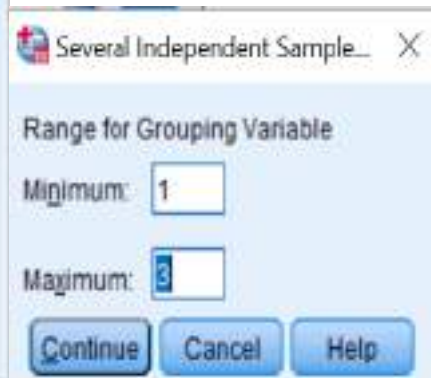 Several Independent Sample...
Range for Grouping Variable
Minimum: 1
Maximum: 3
Continue Cancel Help